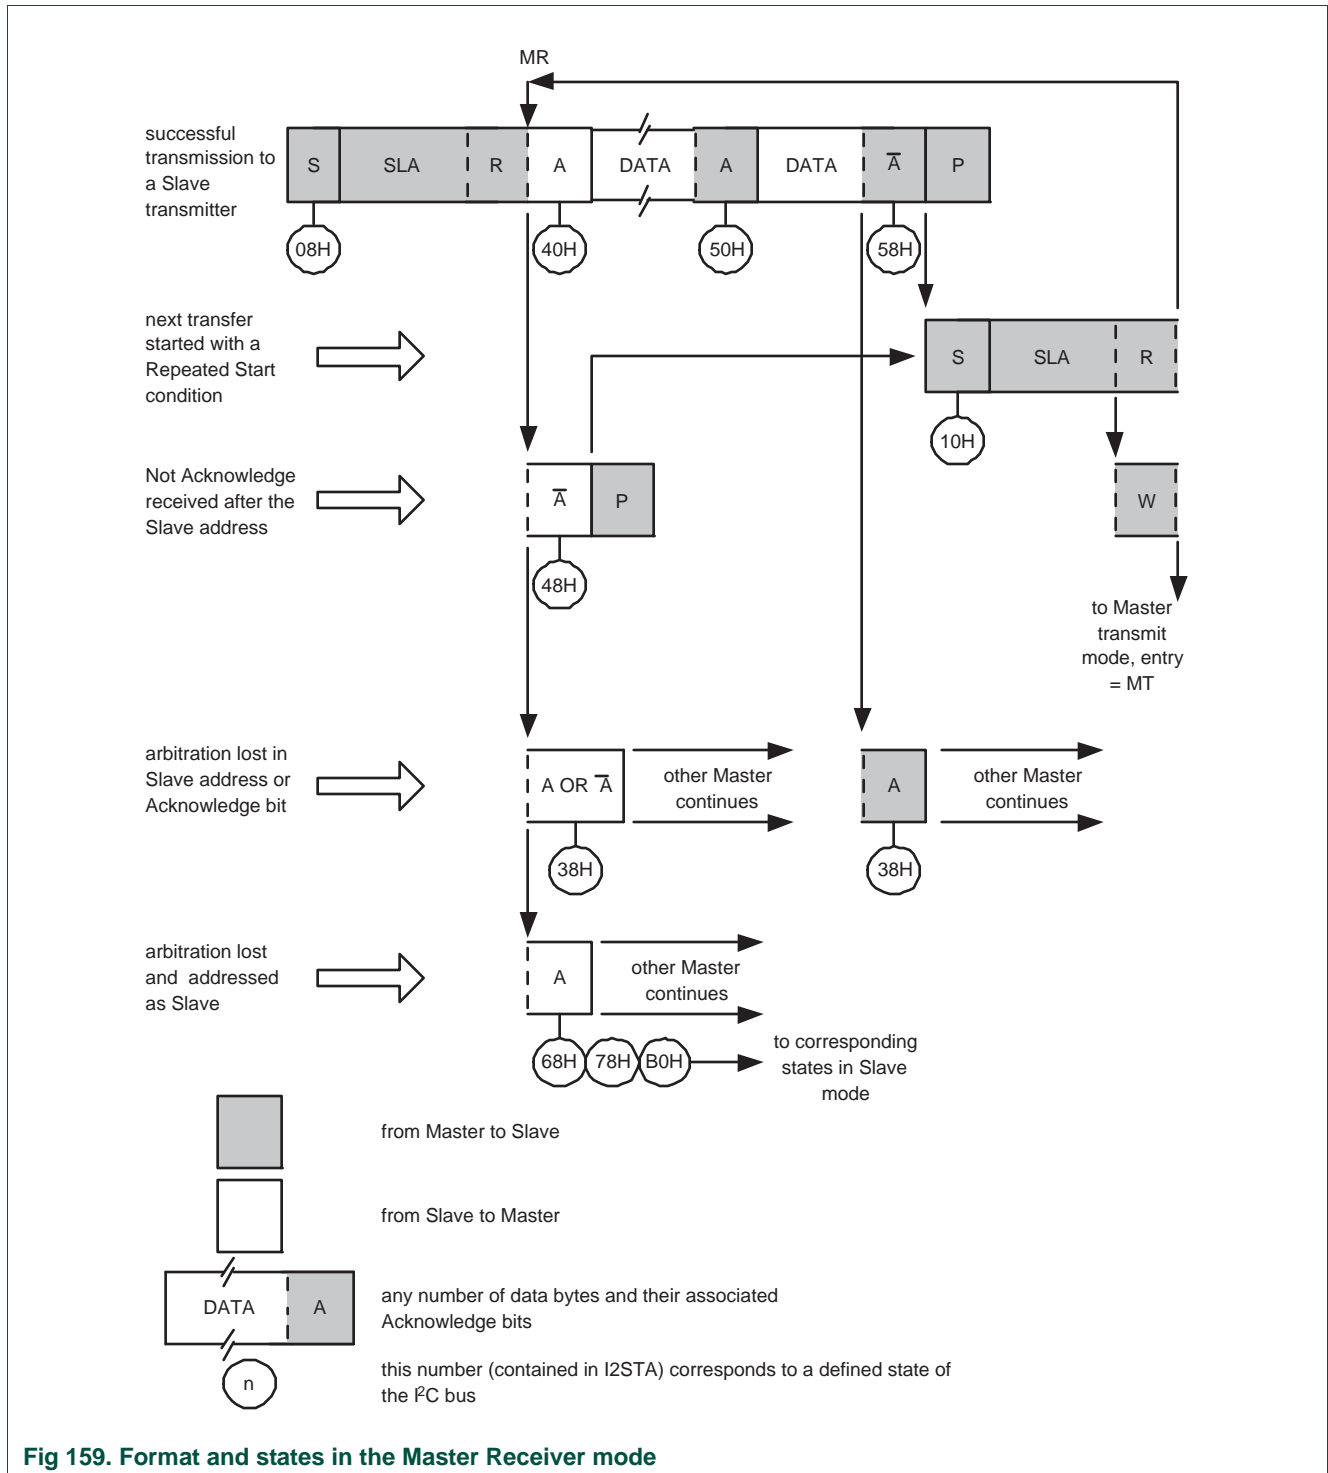 MR
successful
transmission to
a Slave
transmitter
S SLA R A DATA A DATA A̅ P
08H 40H 50H 58H
next transfer
started with a
Repeated Start
condition
S SLA R
10H
Not Acknowledge
received after the
Slave address
A̅ P
W
48H
to Master
transmit
mode, entry
= MT
arbitration lost in
Slave address or
Acknowledge bit
A OR A̅
other Master
continues
A
other Master
continues
38H 38H
arbitration lost
and addressed
as Slave
A
other Master
continues
68H 78H B0H
to corresponding
states in Slave
mode
from Master to Slave
from Slave to Master
DATA A
any number of data bytes and their associated
Acknowledge bits
n
this number (contained in I2STA) corresponds to a defined state of
the I²C bus
Fig 159. Format and states in the Master Receiver mode